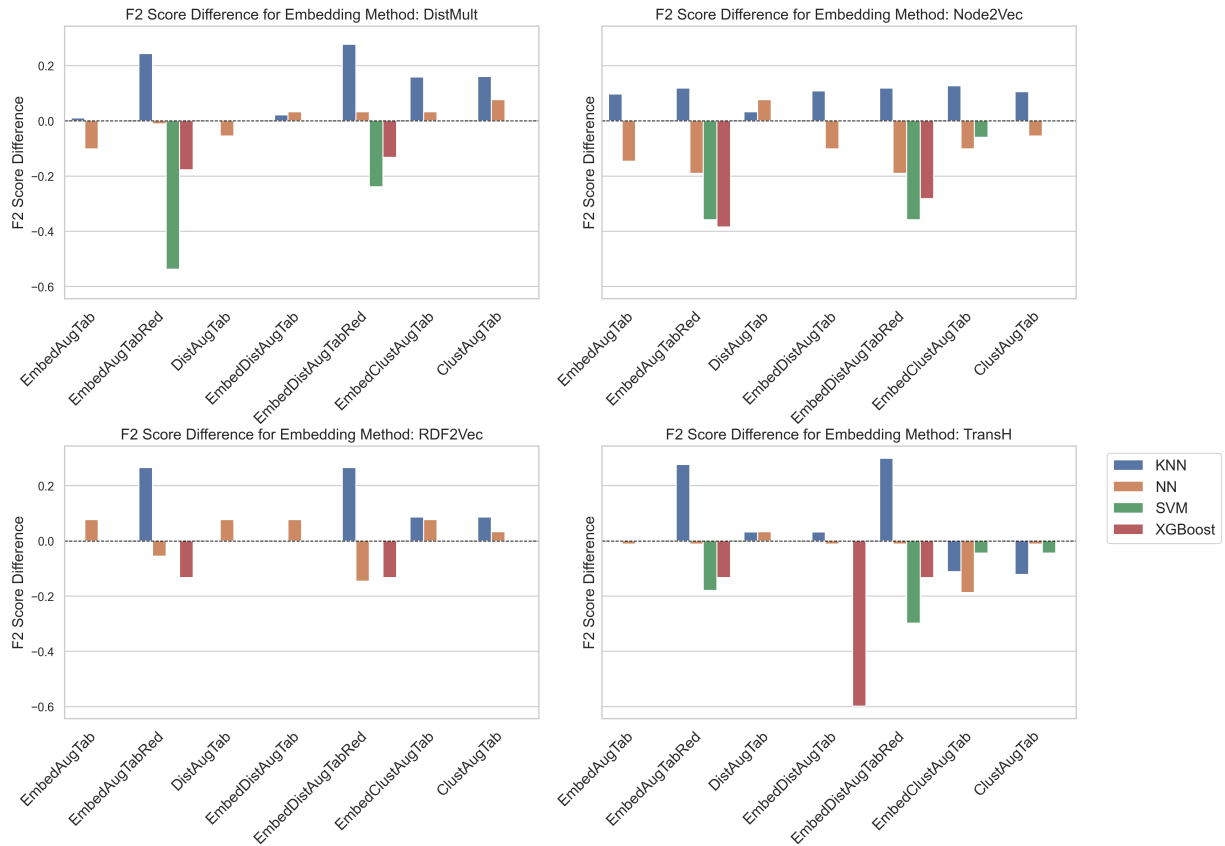 F2 Score Difference for Embedding Method: DistMult
F2 Score Difference
0.2
0.0
−0.2
−0.4
−0.6
EmbedAugTab
EmbedAugTabRed
DistAugTab
EmbedDistAugTab
EmbedDistAugTabRed
EmbedClustAugTab
ClustAugTab
F2 Score Difference for Embedding Method: Node2Vec
F2 Score Difference
EmbedAugTab
EmbedAugTabRed
DistAugTab
EmbedDistAugTab
EmbedDistAugTabRed
EmbedClustAugTab
ClustAugTab
F2 Score Difference for Embedding Method: RDF2Vec
F2 Score Difference
0.2
0.0
−0.2
−0.4
−0.6
EmbedAugTab
EmbedAugTabRed
DistAugTab
EmbedDistAugTab
EmbedDistAugTabRed
EmbedClustAugTab
ClustAugTab
F2 Score Difference for Embedding Method: TransH
F2 Score Difference
EmbedAugTab
EmbedAugTabRed
DistAugTab
EmbedDistAugTab
EmbedDistAugTabRed
EmbedClustAugTab
ClustAugTab
KNN
NN
SVM
XGBoost